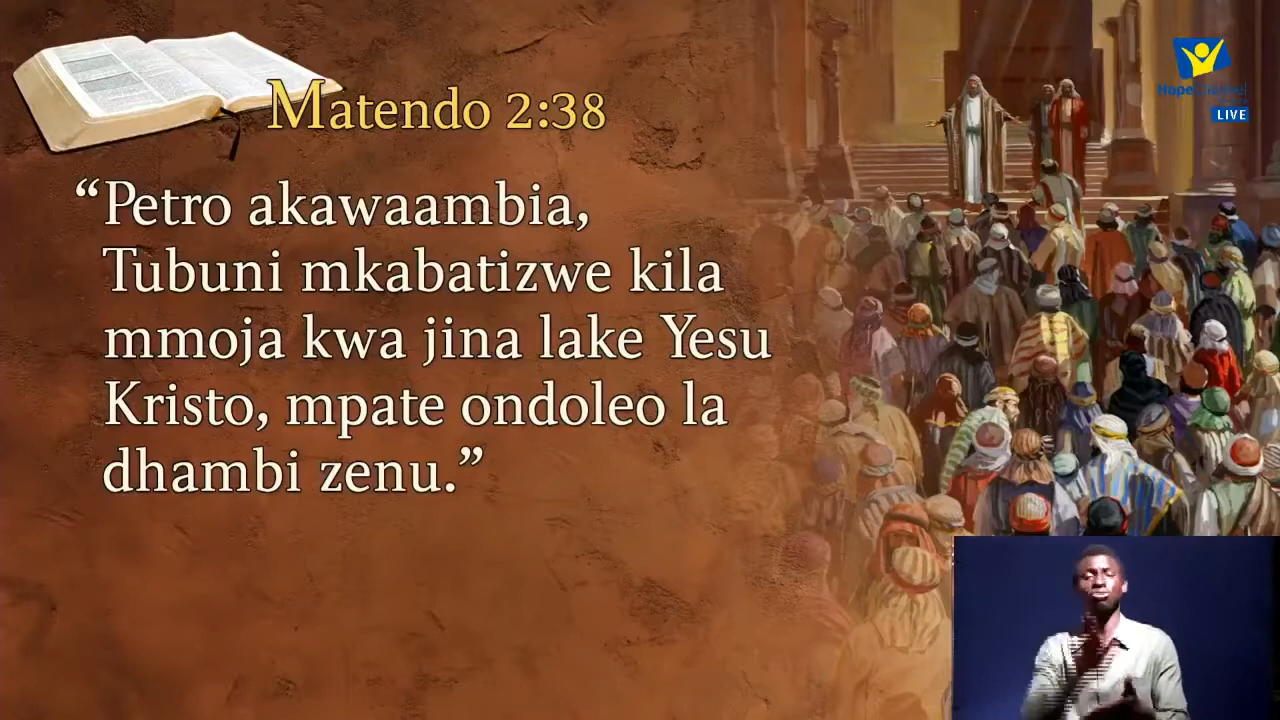 Matendo 2:38
“Petro akawaambia,
Tubuni mkabatizwe kila
mmoja kwa jina lake Yesu
Kristo, mpate ondoleo la
dhambi zenu.”
HopeChannel
LIVE